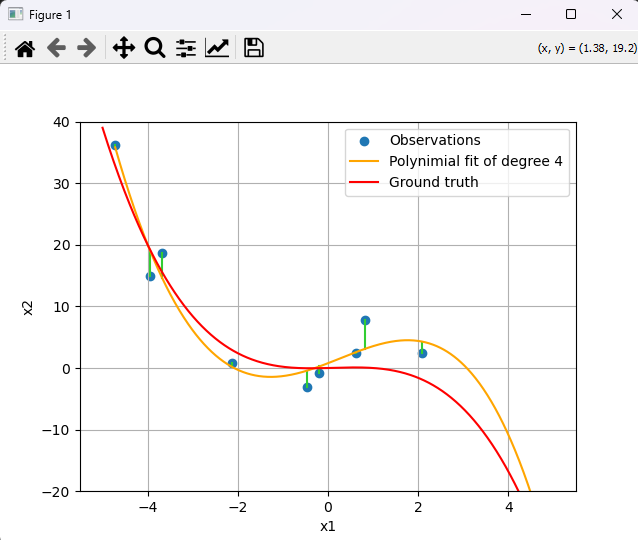 Figure 1
(x, y) = (1.38, 19.2)
40
30
20
10
0
−10
−20
x2
Observations
Polynimial fit of degree 4
Ground truth
−4 −2 0 2 4
x1